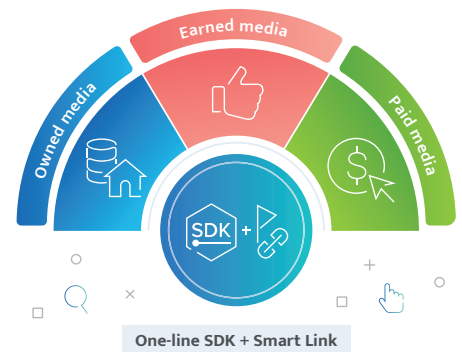 Earned media
Owned media
Paid media
SDK +
One-line SDK + Smart Link